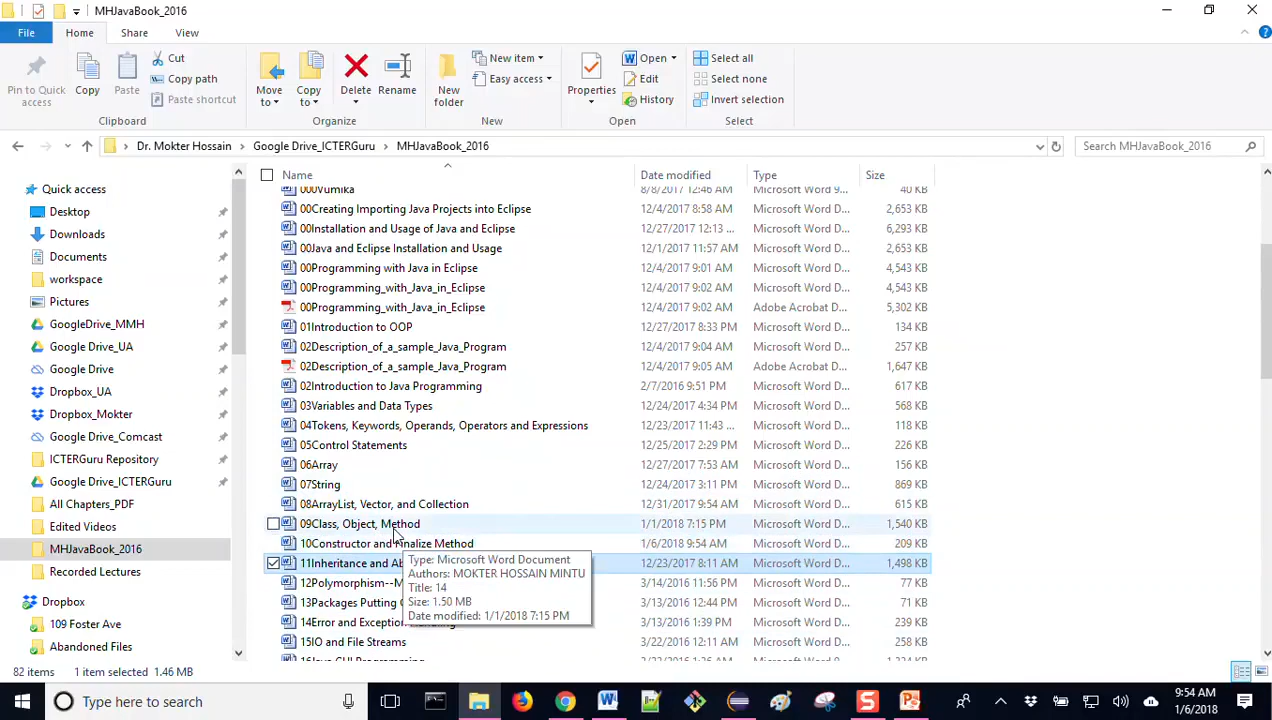 MHJavaBook_2016
File Home Share View
Pin to Quick access
Copy
Paste
Cut
Copy path
Paste shortcut
Move to
Copy to
Delete
Rename
New folder
New item
Easy access
Properties
Open
Edit
History
Select all
Select none
Invert selection
Clipboard Organize New Open Select
Dr. Mokter Hossain Google Drive_ICTERGuru MHJavaBook_2016
Search MHJavaBook_2016
Quick access
Desktop
Downloads
Documents
workspace
Pictures
GoogleDrive_MMH
Google Drive_UA
Google Drive
Dropbox_UA
Dropbox_Mokter
Google Drive_Comcast
ICTERGuru Repository
Google Drive_ICTERGuru
All Chapters_PDF
Edited Videos
MHJavaBook_2016
Recorded Lectures
Dropbox
109 Foster Ave
Abandoned Files
Name Date modified Type Size
000Vumika 8/8/2017 12:46 AM Microsoft Word 9... 40 KB
00Creating Importing Java Projects into Eclipse 12/4/2017 8:58 AM Microsoft Word D... 2,653 KB
00Installation and Usage of Java and Eclipse 12/27/2017 12:13 ... Microsoft Word D... 6,293 KB
00Java and Eclipse Installation and Usage 12/1/2017 11:57 AM Microsoft Word D... 2,653 KB
00Programming with Java in Eclipse 12/4/2017 9:01 AM Microsoft Word D... 4,543 KB
00Programming_with_Java_in_Eclipse 12/4/2017 9:02 AM Microsoft Word D... 4,543 KB
00Programming_with_Java_in_Eclipse 12/4/2017 9:02 AM Adobe Acrobat D... 5,302 KB
01Introduction to OOP 12/27/2017 8:33 PM Microsoft Word D... 134 KB
02Description_of_a_sample_Java_Program 12/4/2017 9:04 AM Microsoft Word D... 257 KB
02Description_of_a_sample_Java_Program 12/4/2017 9:05 AM Adobe Acrobat D... 1,647 KB
02Introduction to Java Programming 2/7/2016 9:51 PM Microsoft Word D... 617 KB
03Variables and Data Types 12/24/2017 4:34 PM Microsoft Word D... 568 KB
04Tokens, Keywords, Operands, Operators and Expressions 12/23/2017 11:43 ... Microsoft Word D... 118 KB
05Control Statements 12/25/2017 2:29 PM Microsoft Word D... 226 KB
06Array 12/27/2017 7:53 AM Microsoft Word D... 156 KB
07String 12/24/2017 3:11 PM Microsoft Word D... 869 KB
08ArrayList, Vector, and Collection 12/31/2017 9:54 AM Microsoft Word D... 615 KB
09Class, Object, Method 1/1/2018 7:15 PM Microsoft Word D... 1,540 KB
10Constructor and Finalize Method 1/6/2018 9:54 AM Microsoft Word D... 209 KB
11Inheritance and Ab 12/23/2017 8:11 AM Microsoft Word D... 1,498 KB
12Polymorphism--M 3/14/2016 11:56 PM Microsoft Word D... 77 KB
13Packages Putting 3/13/2016 12:44 PM Microsoft Word D... 71 KB
14Error and Exception 3/13/2016 1:39 PM Microsoft Word D... 239 KB
15IO and File Streams 3/22/2016 12:11 AM Microsoft Word D... 258 KB
Type: Microsoft Word Document
Authors: MOKTER HOSSAIN MINTU
Title: 14
Size: 1.50 MB
Date modified: 1/1/2018 7:15 PM
82 items 1 item selected 1.46 MB
Type here to search
9:54 AM
1/6/2018